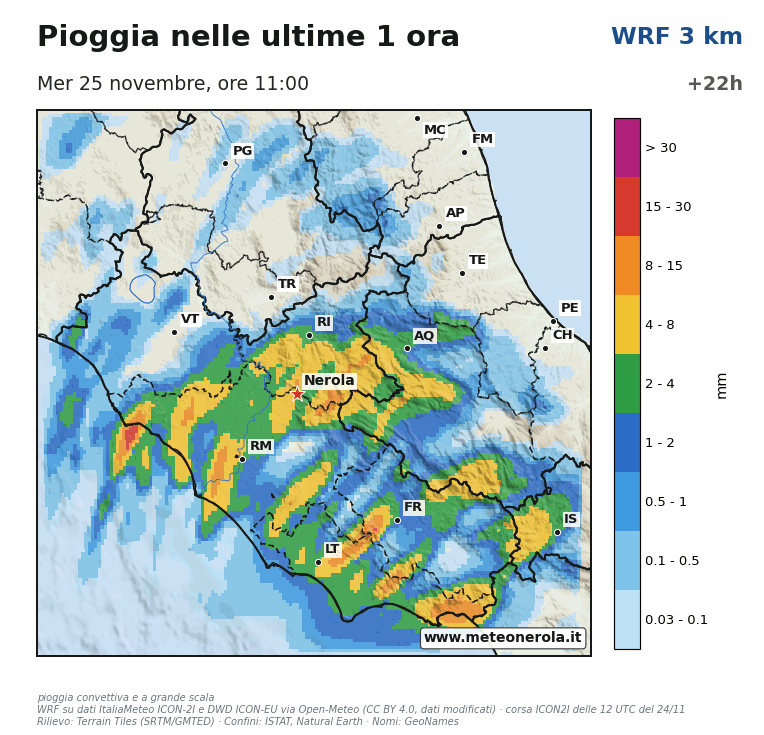 Pioggia nelle ultime 1 ora
WRF 3 km
Mer 25 novembre, ore 11:00
+22h
MC
FM
PG
AP
TE
TR
PE
VT
RI
CH
AQ
Nerola
RM
FR
IS
LT
www.meteonerola.it
> 30
15 - 30
8 - 15
4 - 8
2 - 4
1 - 2
0.5 - 1
0.1 - 0.5
0.03 - 0.1
mm
pioggia convettiva e a grande scala
WRF su dati ItaliaMeteo ICON-2I e DWD ICON-EU via Open-Meteo (CC BY 4.0, dati modificati) · corsa ICON2I delle 12 UTC del 24/11
Rilievo: Terrain Tiles (SRTM/GMTED) · Confini: ISTAT, Natural Earth · Nomi: GeoNames